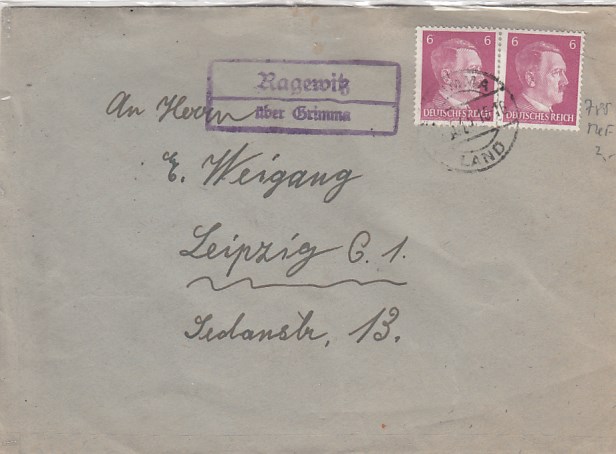 6 6 6 6
DEUTSCHES REICH DEUTSCHES REICH
Ragewitz
über Grimma
LAND
An Herrn
E. Weigang
Leipzig C. 1.
Sedanstr, 13.
2,-